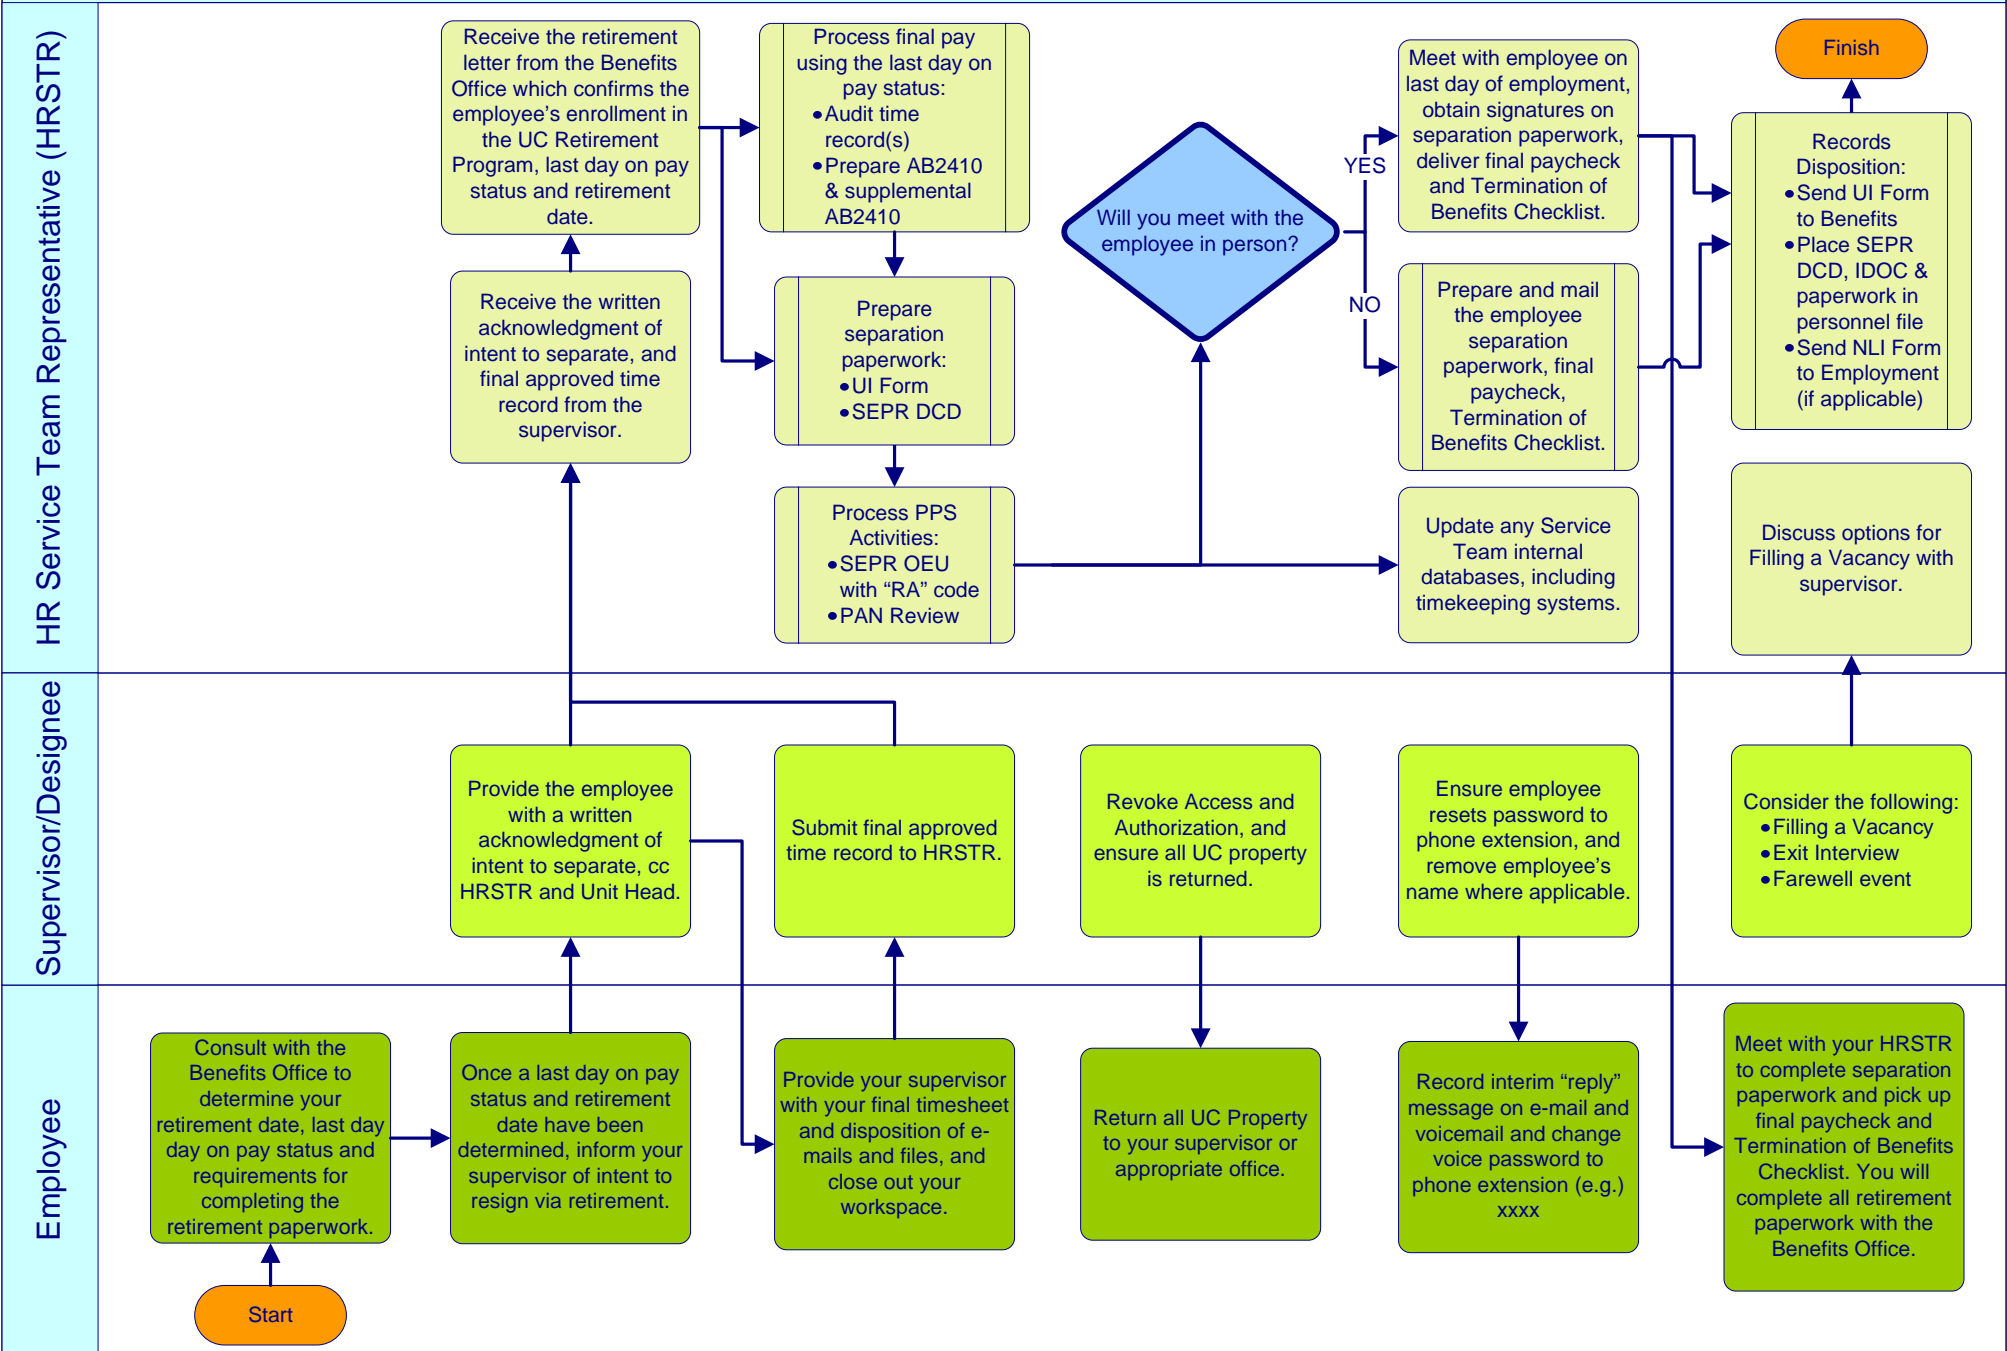 HR Service Team Representative (HRSTR)
Receive the retirement
letter from the Benefits
Office which confirms the
employee's enrollment in
the UC Retirement
Program, last day on pay
status and retirement
date.
Process final pay
using the last day on
pay status:
•Audit time
record(s)
•Prepare AB2410
& supplemental
AB2410
Will you meet with the
employee in person?
YES
NO
Meet with employee on
last day of employment,
obtain signatures on
separation paperwork,
deliver final paycheck
and Termination of
Benefits Checklist.
Finish
Records
Disposition:
•Send UI Form
to Benefits
•Place SEPR
DCD, IDOC &
paperwork in
personnel file
•Send NLI Form
to Employment
(if applicable)
Receive the written
acknowledgment of
intent to separate, and
final approved time
record from the
supervisor.
Prepare
separation
paperwork:
•UI Form
•SEPR DCD
Prepare and mail
the employee
separation
paperwork, final
paycheck,
Termination of
Benefits Checklist.
Process PPS
Activities:
•SEPR OEU
with “RA” code
•PAN Review
Update any Service
Team internal
databases, including
timekeeping systems.
Discuss options for
Filling a Vacancy with
supervisor.
Supervisor/Designee
Provide the employee
with a written
acknowledgment of
intent to separate, cc
HRSTR and Unit Head.
Submit final approved
time record to HRSTR.
Revoke Access and
Authorization, and
ensure all UC property
is returned.
Ensure employee
resets password to
phone extension, and
remove employee's
name where applicable.
Consider the following:
•Filling a Vacancy
•Exit Interview
•Farewell event
Employee
Consult with the
Benefits Office to
determine your
retirement date, last day
day on pay status and
requirements for
completing the
retirement paperwork.
Once a last day on pay
status and retirement
date have been
determined, inform your
supervisor of intent to
resign via retirement.
Provide your supervisor
with your final timesheet
and disposition of e-
mails and files, and
close out your
workspace.
Return all UC Property
to your supervisor or
appropriate office.
Record interim “reply”
message on e-mail and
voicemail and change
voice password to
phone extension (e.g.)
xxxx
Meet with your HRSTR
to complete separation
paperwork and pick up
final paycheck and
Termination of Benefits
Checklist. You will
complete all retirement
paperwork with the
Benefits Office.
Start